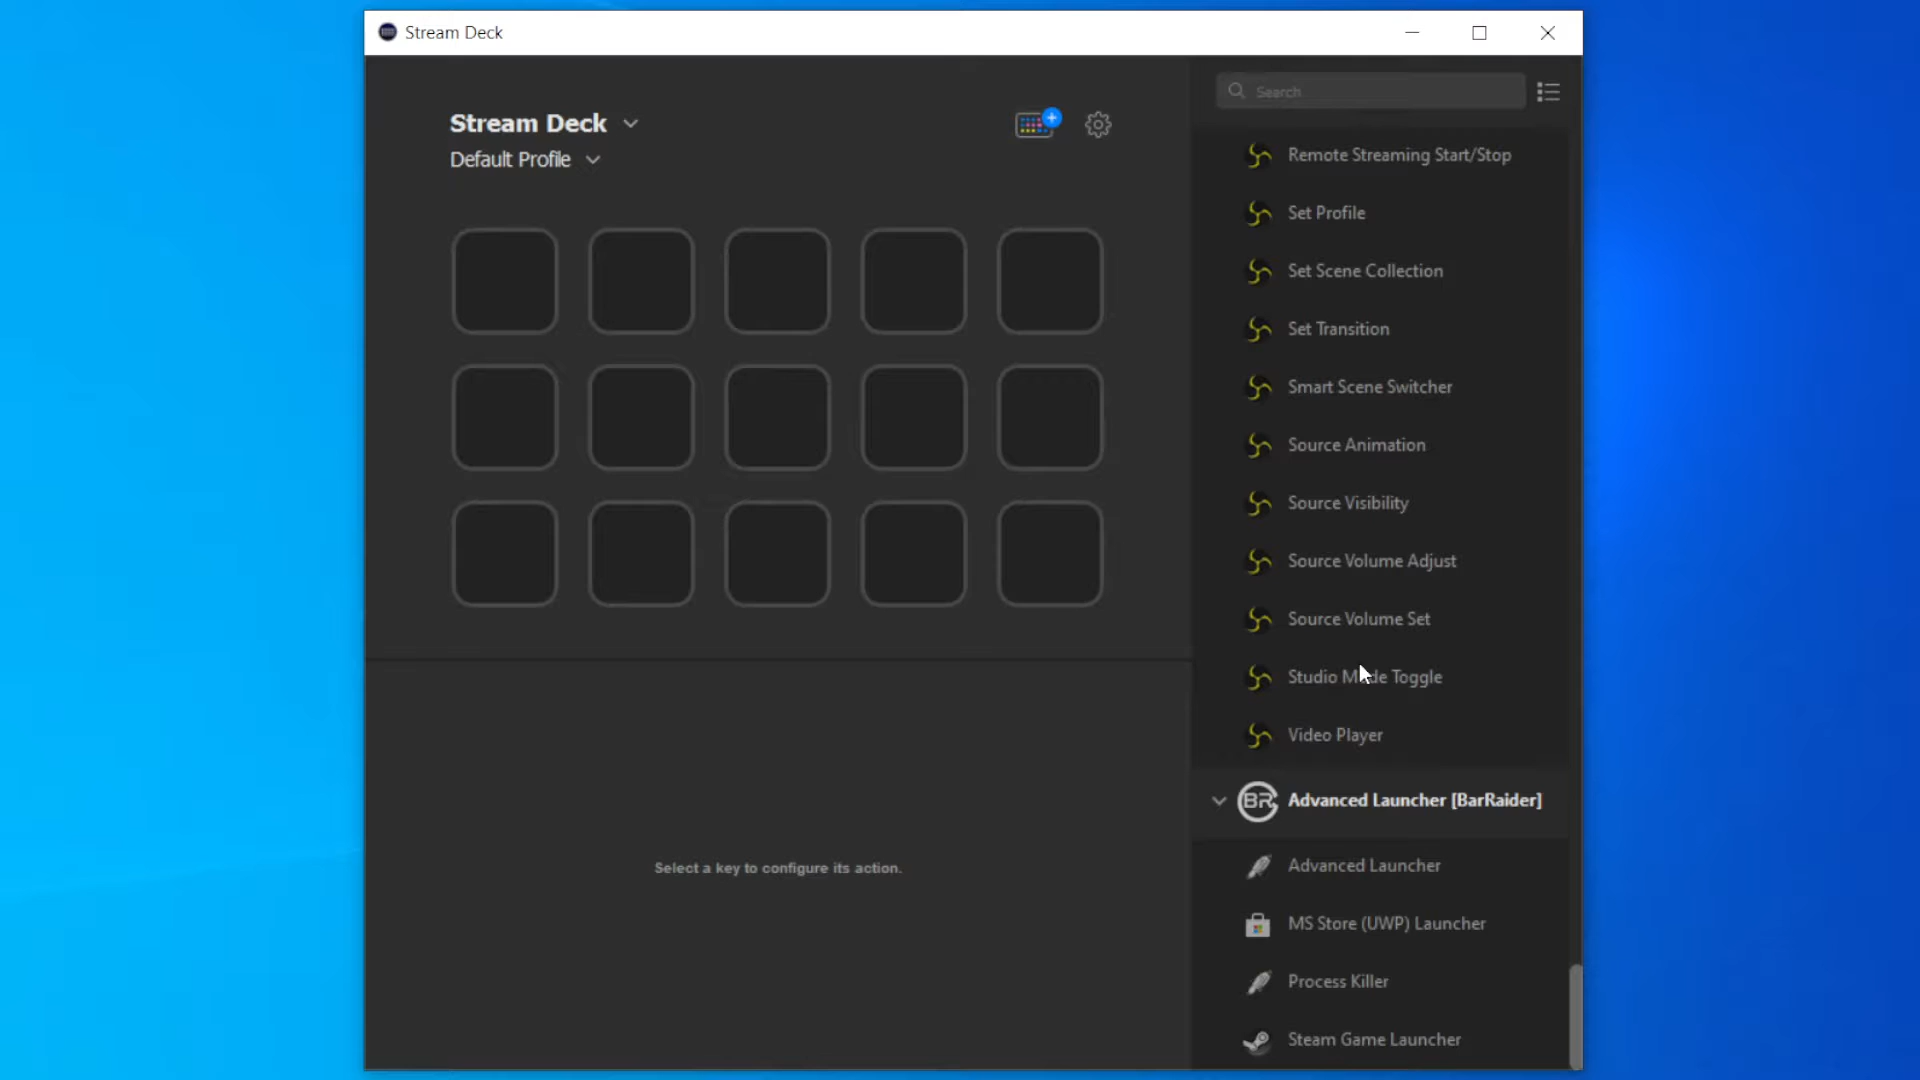 Stream Deck
Stream Deck
Default Profile
Select a key to configure its action.
Search
Remote Streaming Start/Stop
Set Profile
Set Scene Collection
Set Transition
Smart Scene Switcher
Source Animation
Source Visibility
Source Volume Adjust
Source Volume Set
Studio Mode Toggle
Video Player
BR Advanced Launcher [BarRaider]
Advanced Launcher
MS Store (UWP) Launcher
Process Killer
Steam Game Launcher